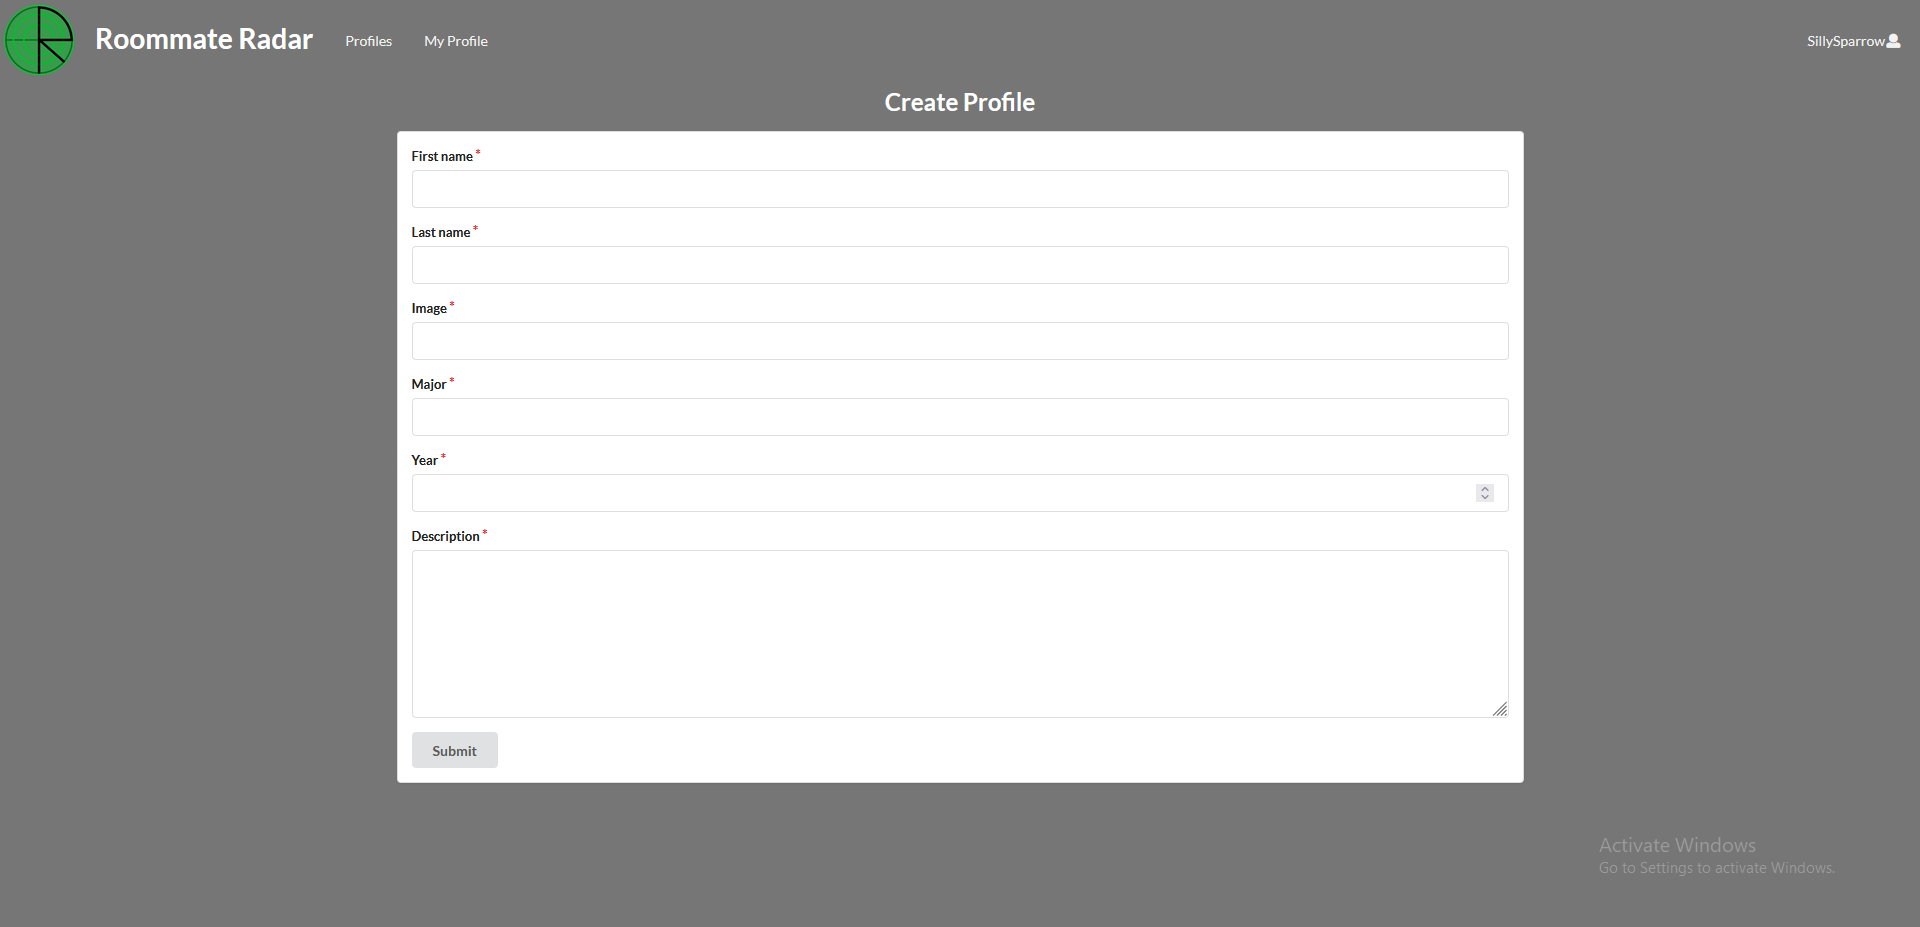 Roommate Radar Profiles My Profile SillySparrow
Create Profile
First name *
Last name *
Image *
Major *
Year *
Description *
Submit
Activate Windows
Go to Settings to activate Windows.